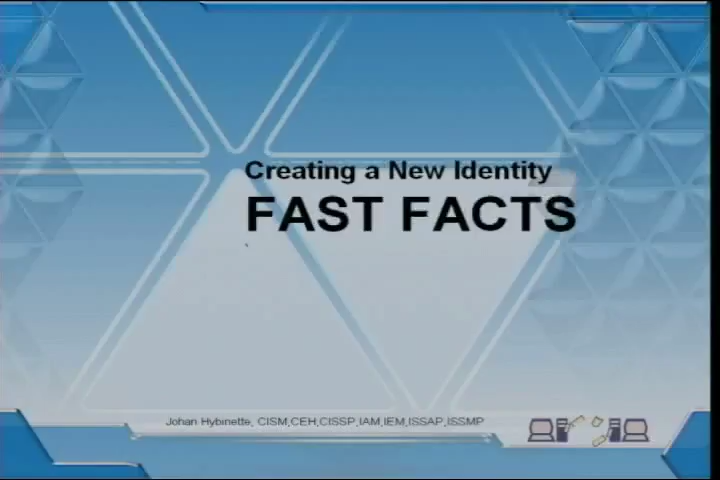 Creating a New Identity
FAST FACTS
Johan Hybinette, CISM,CEH,CISSP,IAM,IEM,ISSAP,ISSMP